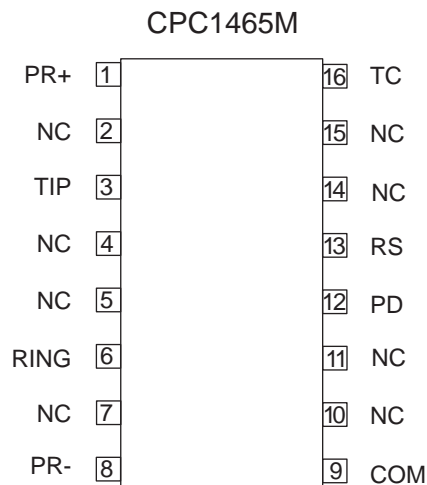 CPC1465M
PR+ 1 16 TC
NC 2 15 NC
TIP 3 14 NC
NC 4 13 RS
NC 5 12 PD
RING 6 11 NC
NC 7 10 NC
PR- 8 9 COM